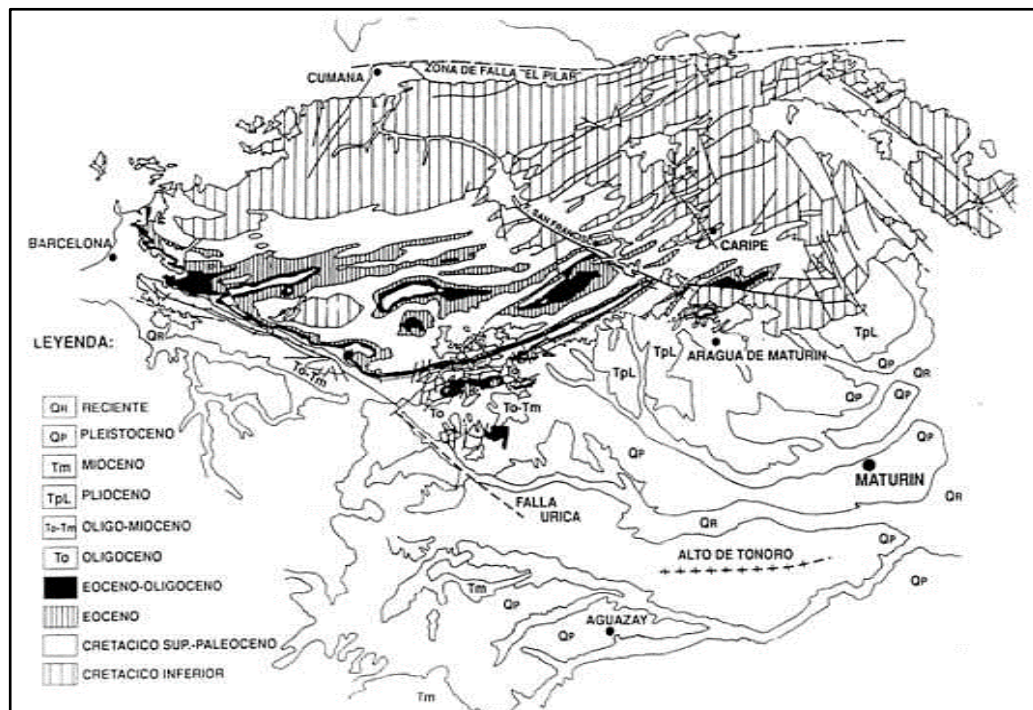 CUMANA
ZONA DE FALLA "EL PILAR"
SAN FRANCISCO
BARCELONA
CARIPE
QR
LEYENDA:
TpL
TpL
ARAGUA DE MATURIN
TpL
QP
QR
To-Tm
To
To-Tm
QP
QP
QP
MATURIN
QR
FALLA
URICA
QR
QP
ALTO DE TONORO
QP
Tm
QP
AGUAZAY
QP
Tm
QR RECIENTE
QP PLEISTOCENO
Tm MIOCENO
TpL PLIOCENO
To-Tm OLIGO-MIOCENO
To OLIGOCENO
EOCENO-OLIGOCENO
EOCENO
CRETACICO SUP.-PALEOCENO
CRETACICO INFERIOR